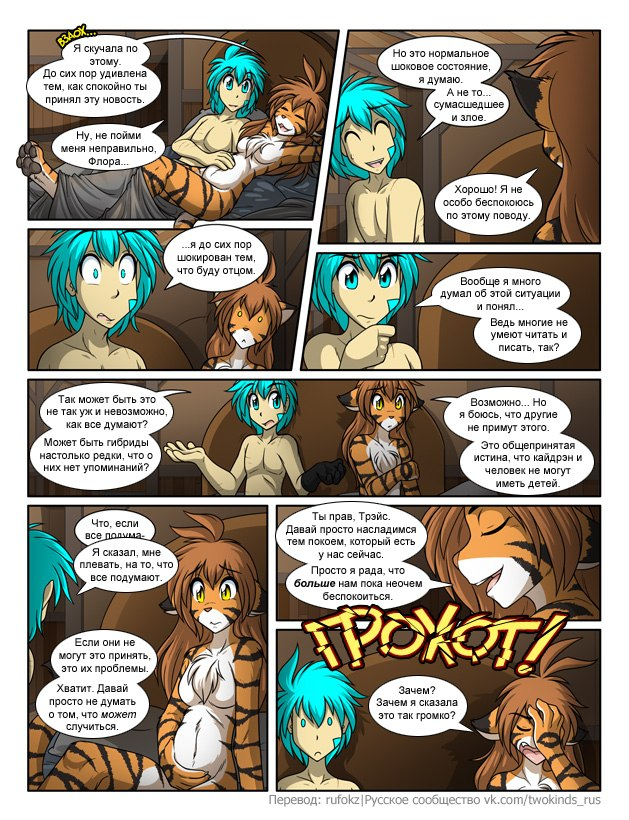 ВЗДОХ...
Я скучала по
этому.
До сих пор удивлена
тем, как спокойно ты
принял эту новость.
Ну, не пойми
меня неправильно,
Флора...
Но это нормальное
шоковое состояние,
я думаю.
А не то...
сумасшедшее
и злое.
Хорошо! Я не
особо беспокоюсь
по этому поводу.
...я до сих пор
шокирован тем,
что буду отцом.
Вообще я много
думал об этой ситуации
и понял...
Ведь многие не
умеют читать и
писать, так?
Так может быть это
не так уж и невозможно,
как все думают?
Может быть гибриды
настолько редки, что о
них нет упоминаний?
Возможно... Но
я боюсь, что другие
не примут этого.
Это общепринятая
истина, что кайдрэн и
человек не могут
иметь детей.
Что, если
все подума-
Я сказал, мне
плевать, на то, что
все подумают.
Если они не
могут это принять,
это их проблемы.
Хватит. Давай
просто не думать
о том, что может
случиться.
Ты прав, Трэйс.
Давай просто насладимся
тем покоем, который есть
у нас сейчас.
Просто я рада, что
больше нам пока неочем
беспокоиться.
ГРОХОТ!
Зачем?
Зачем я сказала
это так громко?
Перевод: rufokz|Русское сообщество vk.com/twokinds_rus